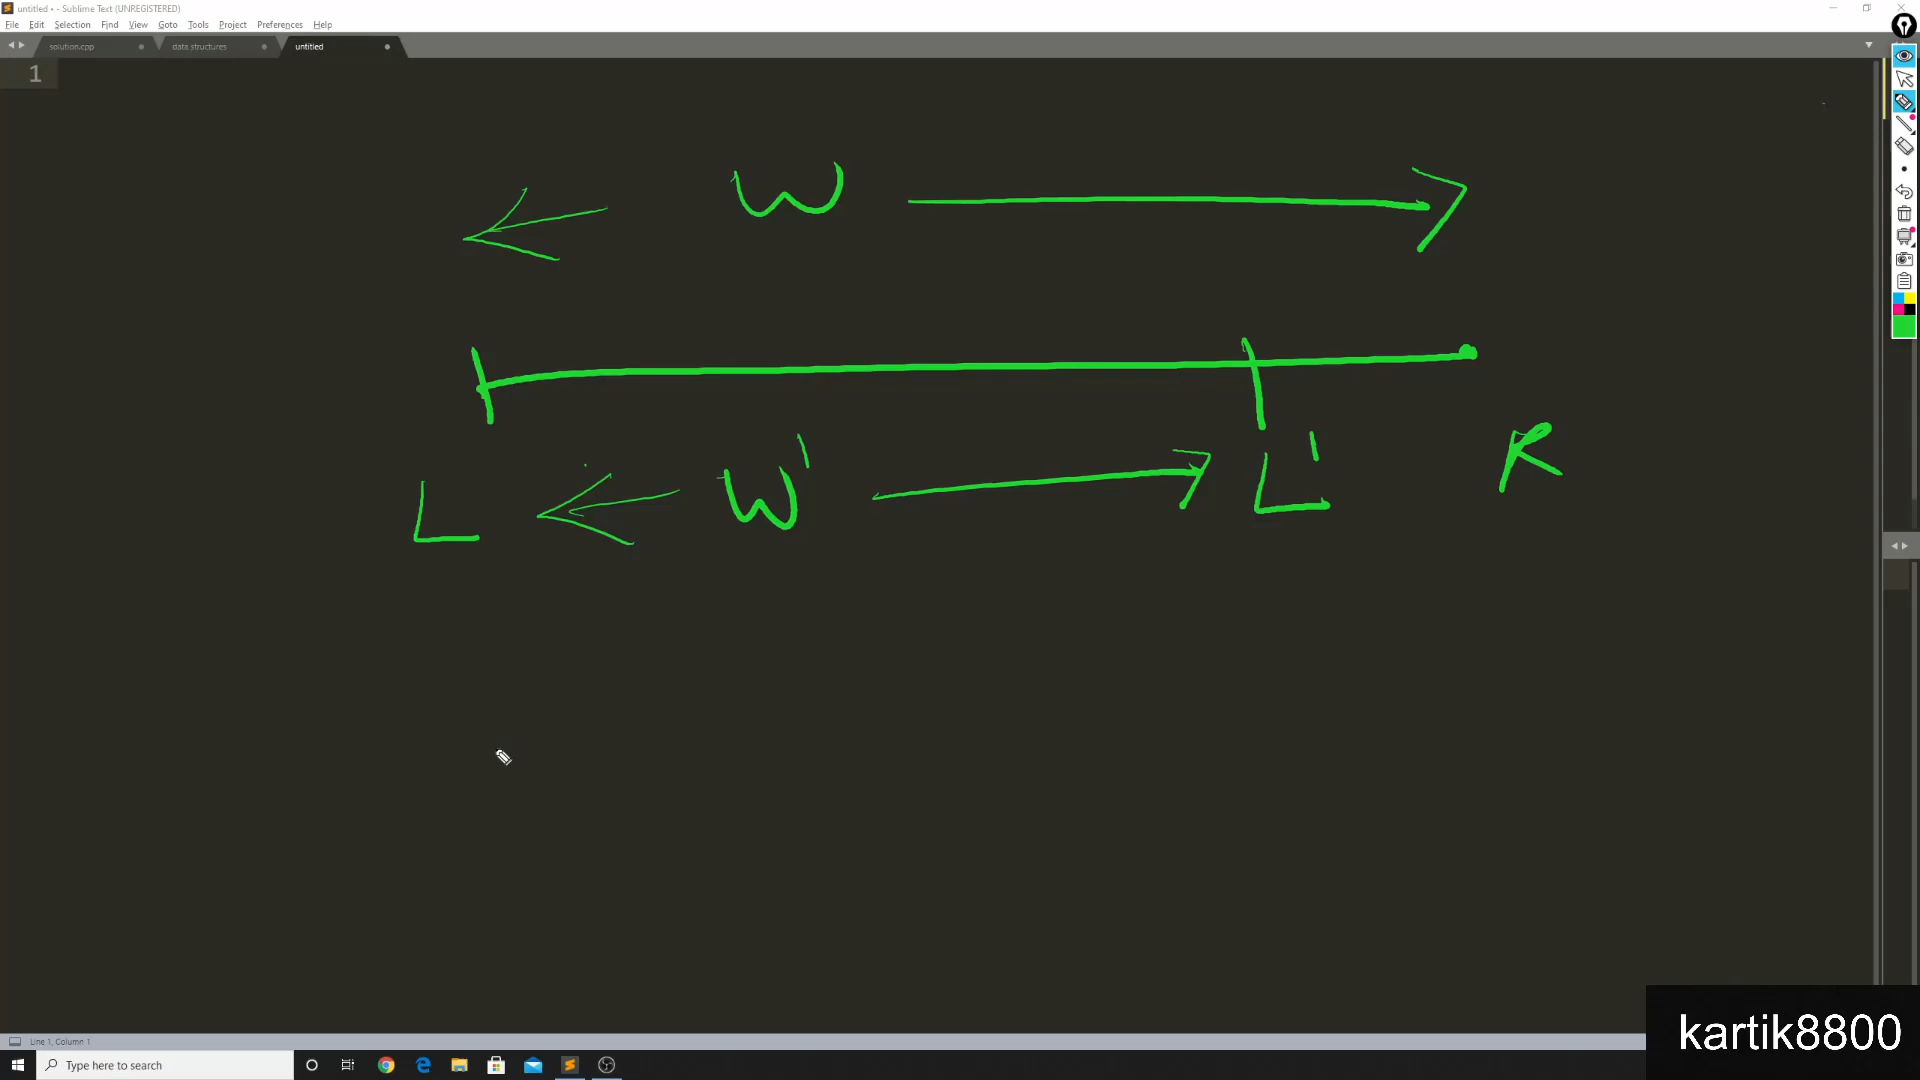 untitled • - Sublime Text (UNREGISTERED)
File Edit Selection Find View Goto Tools Project Preferences Help
solution.cpp data structures untitled
1
W
L W' L' R
Line 1, Column 1
Type here to search
kartik8800